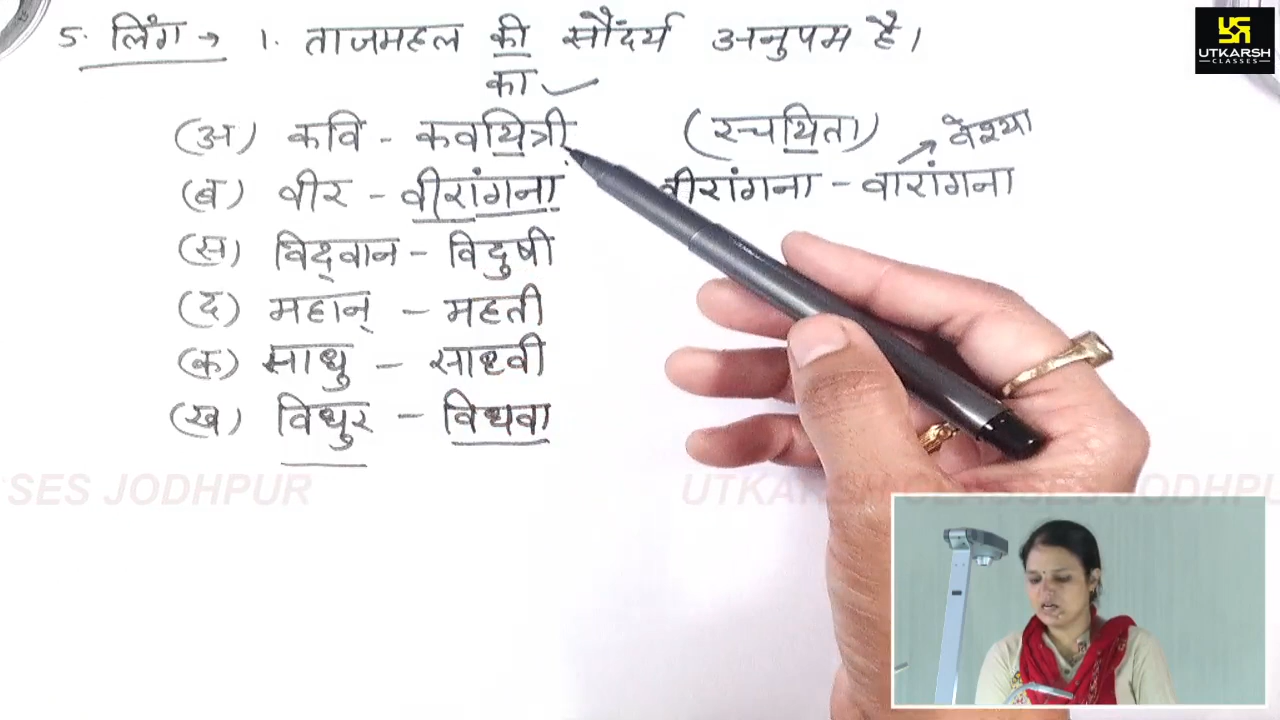 5. लिंग → 1. ताजमहल की सौंदर्य अनुपम है।
का ✓
(अ) कवि - कवयित्री (रचयिता)
(ब) वीर - वीरांगना वीरांगना - वारांगना → वेश्या
(स) विद्वान - विदुषी
(द) महान् - महती
(क) साधु - साध्वी
(ख) विधुर - विधवा
UTKARSH
CLASSES
SES JODHPUR
UTKARSH CLASSES JODHPU